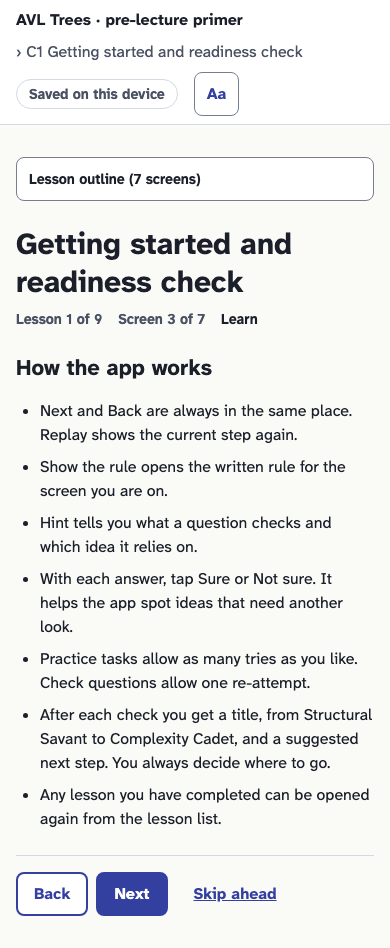 AVL Trees · pre-lecture primer
› C1 Getting started and readiness check
Saved on this device
Aa
Lesson outline (7 screens)
Getting started and
readiness check
Lesson 1 of 9 Screen 3 of 7 Learn
How the app works
• Next and Back are always in the same place.
Replay shows the current step again.
• Show the rule opens the written rule for the
screen you are on.
• Hint tells you what a question checks and
which idea it relies on.
• With each answer, tap Sure or Not sure. It
helps the app spot ideas that need another
look.
• Practice tasks allow as many tries as you like.
Check questions allow one re-attempt.
• After each check you get a title, from Structural
Savant to Complexity Cadet, and a suggested
next step. You always decide where to go.
• Any lesson you have completed can be opened
again from the lesson list.
Back Next Skip ahead